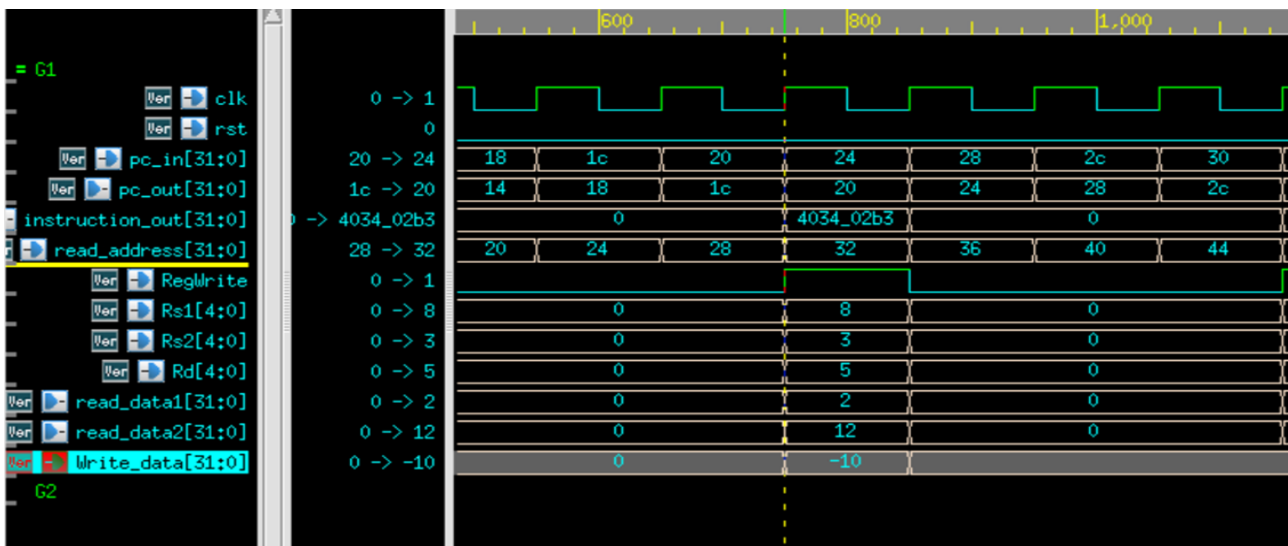 600 800 1,000
= G1
Ver clk 0 -> 1
Ver rst 0
Ver pc_in[31:0] 20 -> 24 18 1c 20 24 28 2c 30
Ver pc_out[31:0] 1c -> 20 14 18 1c 20 24 28 2c
instruction_out[31:0] 0 -> 4034_02b3 0 4034_02b3 0
read_address[31:0] 28 -> 32 20 24 28 32 36 40 44
Ver RegWrite 0 -> 1
Ver Rs1[4:0] 0 -> 8 0 8 0
Ver Rs2[4:0] 0 -> 3 0 3 0
Ver Rd[4:0] 0 -> 5 0 5 0
Ver read_data1[31:0] 0 -> 2 0 2 0
Ver read_data2[31:0] 0 -> 12 0 12 0
Ver Write_data[31:0] 0 -> -10 0 -10
G2